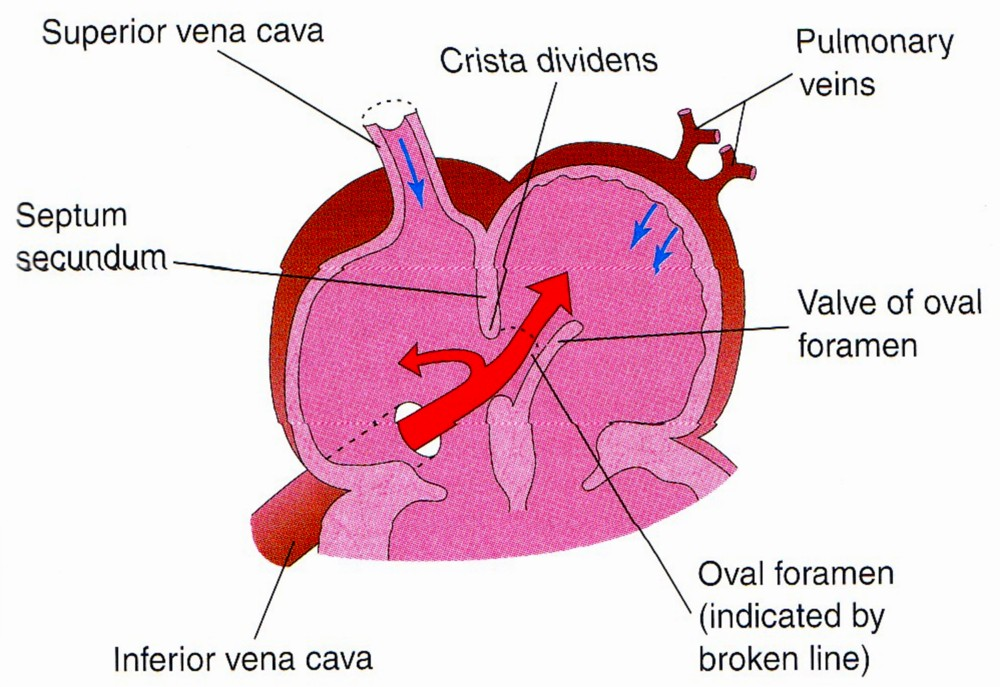 Superior vena cava
Crista dividens
Pulmonary
veins
Septum
secundum
Valve of oval
foramen
Oval foramen
(indicated by
broken line)
Inferior vena cava